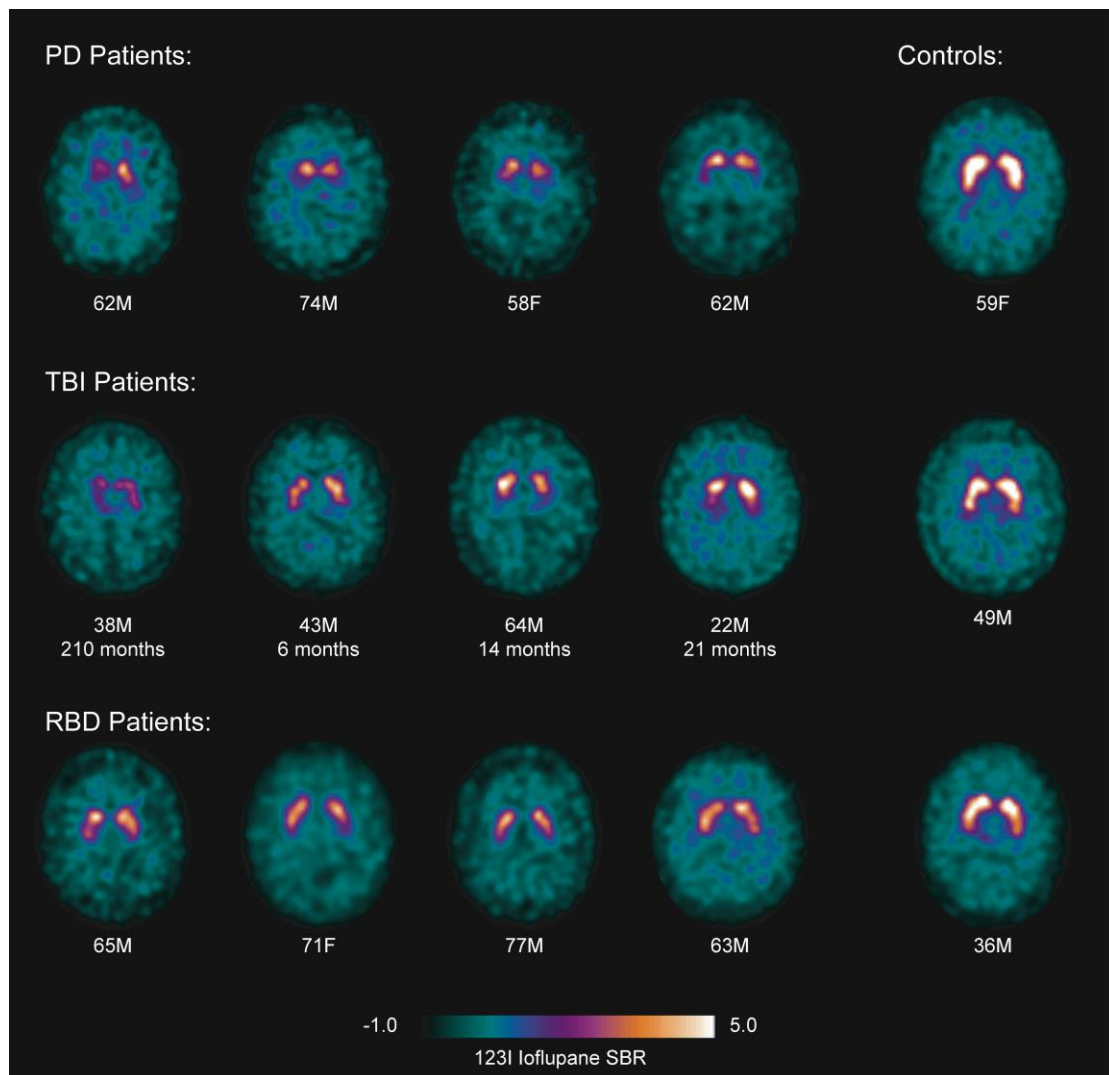 PD Patients:
Controls:
62M
74M
58F
62M
59F
TBI Patients:
38M
210 months
43M
6 months
64M
14 months
22M
21 months
49M
RBD Patients:
65M
71F
77M
63M
36M
-1.0
5.0
123I Ioflupane SBR